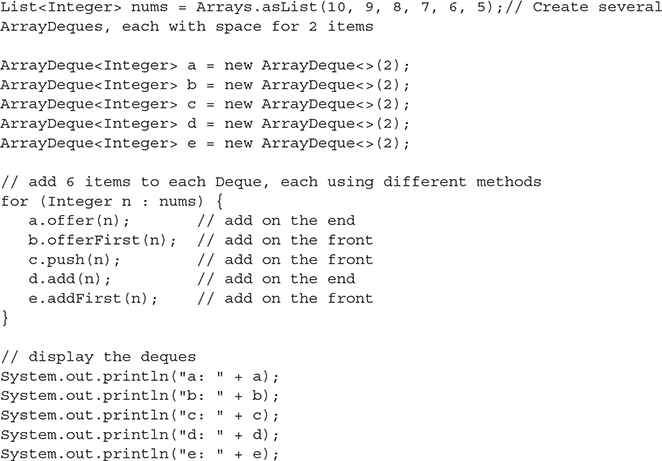 List<Integer> nums = Arrays.asList(10, 9, 8, 7, 6, 5);// Create several
ArrayDeques, each with space for 2 items
ArrayDeque<Integer> a = new ArrayDeque<>(2);
ArrayDeque<Integer> b = new ArrayDeque<>(2);
ArrayDeque<Integer> c = new ArrayDeque<>(2);
ArrayDeque<Integer> d = new ArrayDeque<>(2);
ArrayDeque<Integer> e = new ArrayDeque<>(2);
// add 6 items to each Deque, each using different methods
for (Integer n : nums) {
a.offer(n); // add on the end
b.offerFirst(n); // add on the front
c.push(n); // add on the front
d.add(n); // add on the end
e.addFirst(n); // add on the front
}
// display the deques
System.out.println("a: " + a);
System.out.println("b: " + b);
System.out.println("c: " + c);
System.out.println("d: " + d);
System.out.println("e: " + e);